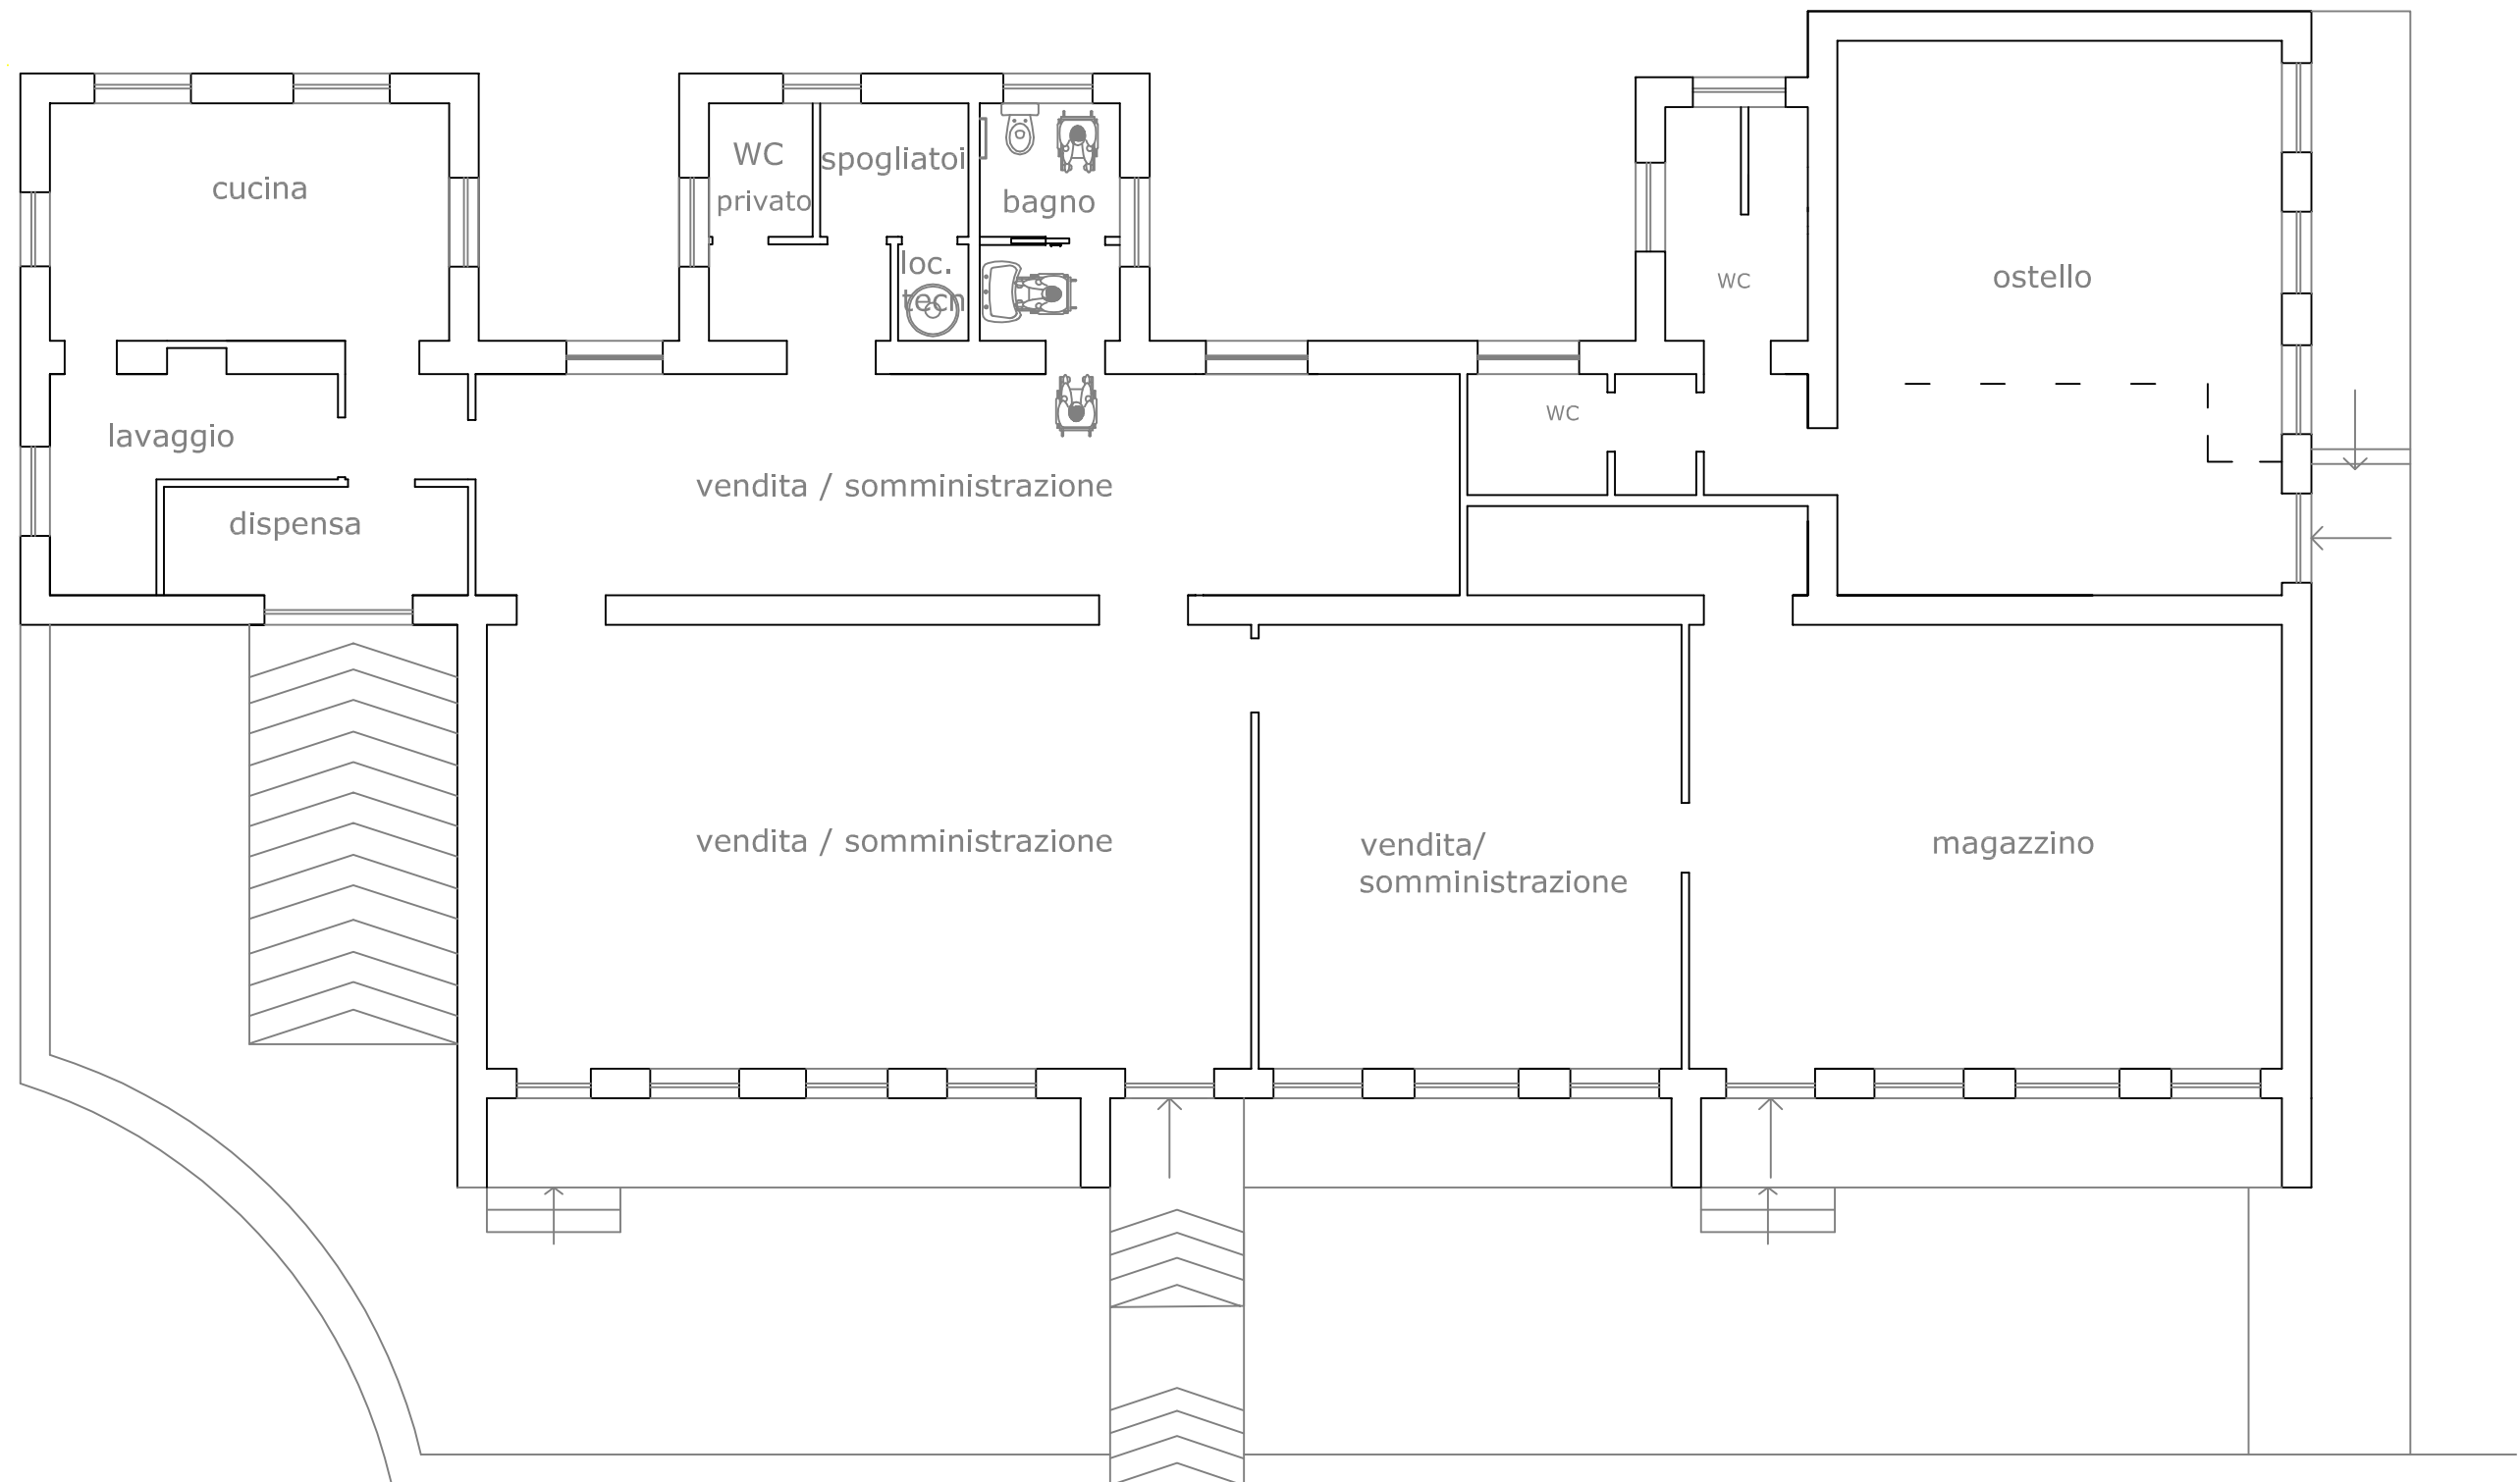 cucina
WC
privato
spogliatoi
bagno
loc.
tecn
WC
ostello
WC
lavaggio
vendita / somministrazione
dispensa
vendita / somministrazione
vendita/
somministrazione
magazzino